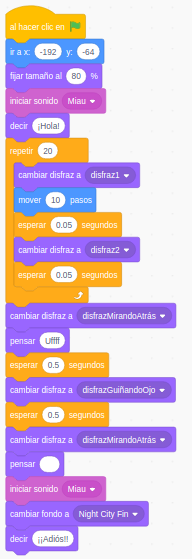 al hacer clic en
ir a x: -192 y: -64
fijar tamaño al 80 %
iniciar sonido Miau
decir ¡Hola!
repetir 20
cambiar disfraz a disfraz1
mover 10 pasos
esperar 0.05 segundos
cambiar disfraz a disfraz2
esperar 0.05 segundos
cambiar disfraz a disfrazMirandoAtrás
pensar Uffff
esperar 0.5 segundos
cambiar disfraz a disfrazGuiñandoOjo
esperar 0.5 segundos
cambiar disfraz a disfrazMirandoAtrás
pensar
iniciar sonido Miau
cambiar fondo a Night City Fin
decir ¡¡Adiós!!